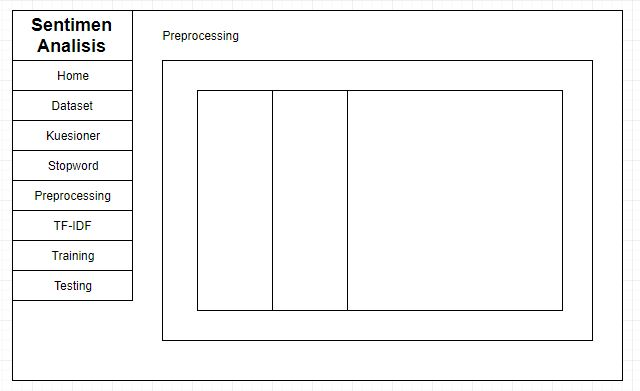 Sentimen
Analisis
Home
Dataset
Kuesioner
Stopword
Preprocessing
TF-IDF
Training
Testing
Preprocessing